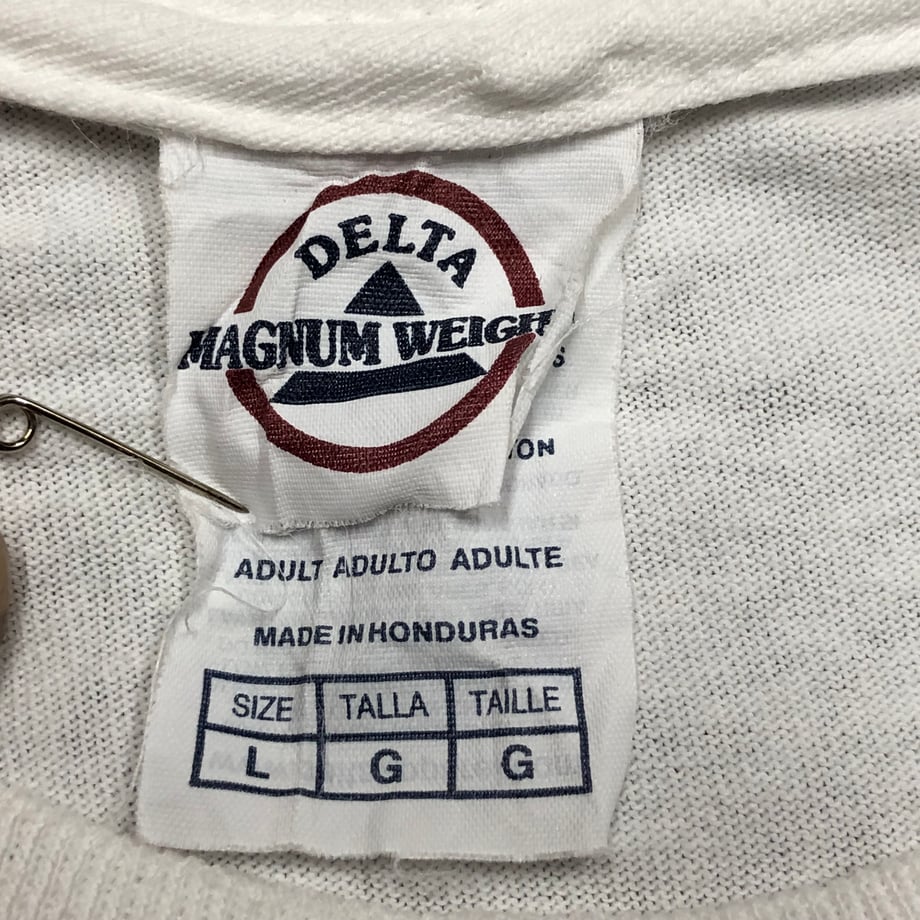 DELTA
MAGNUM WEIGH
S
ON
ADULT ADULTO ADULTE
MADE IN HONDURAS
SIZE TALLA TAILLE
L G G